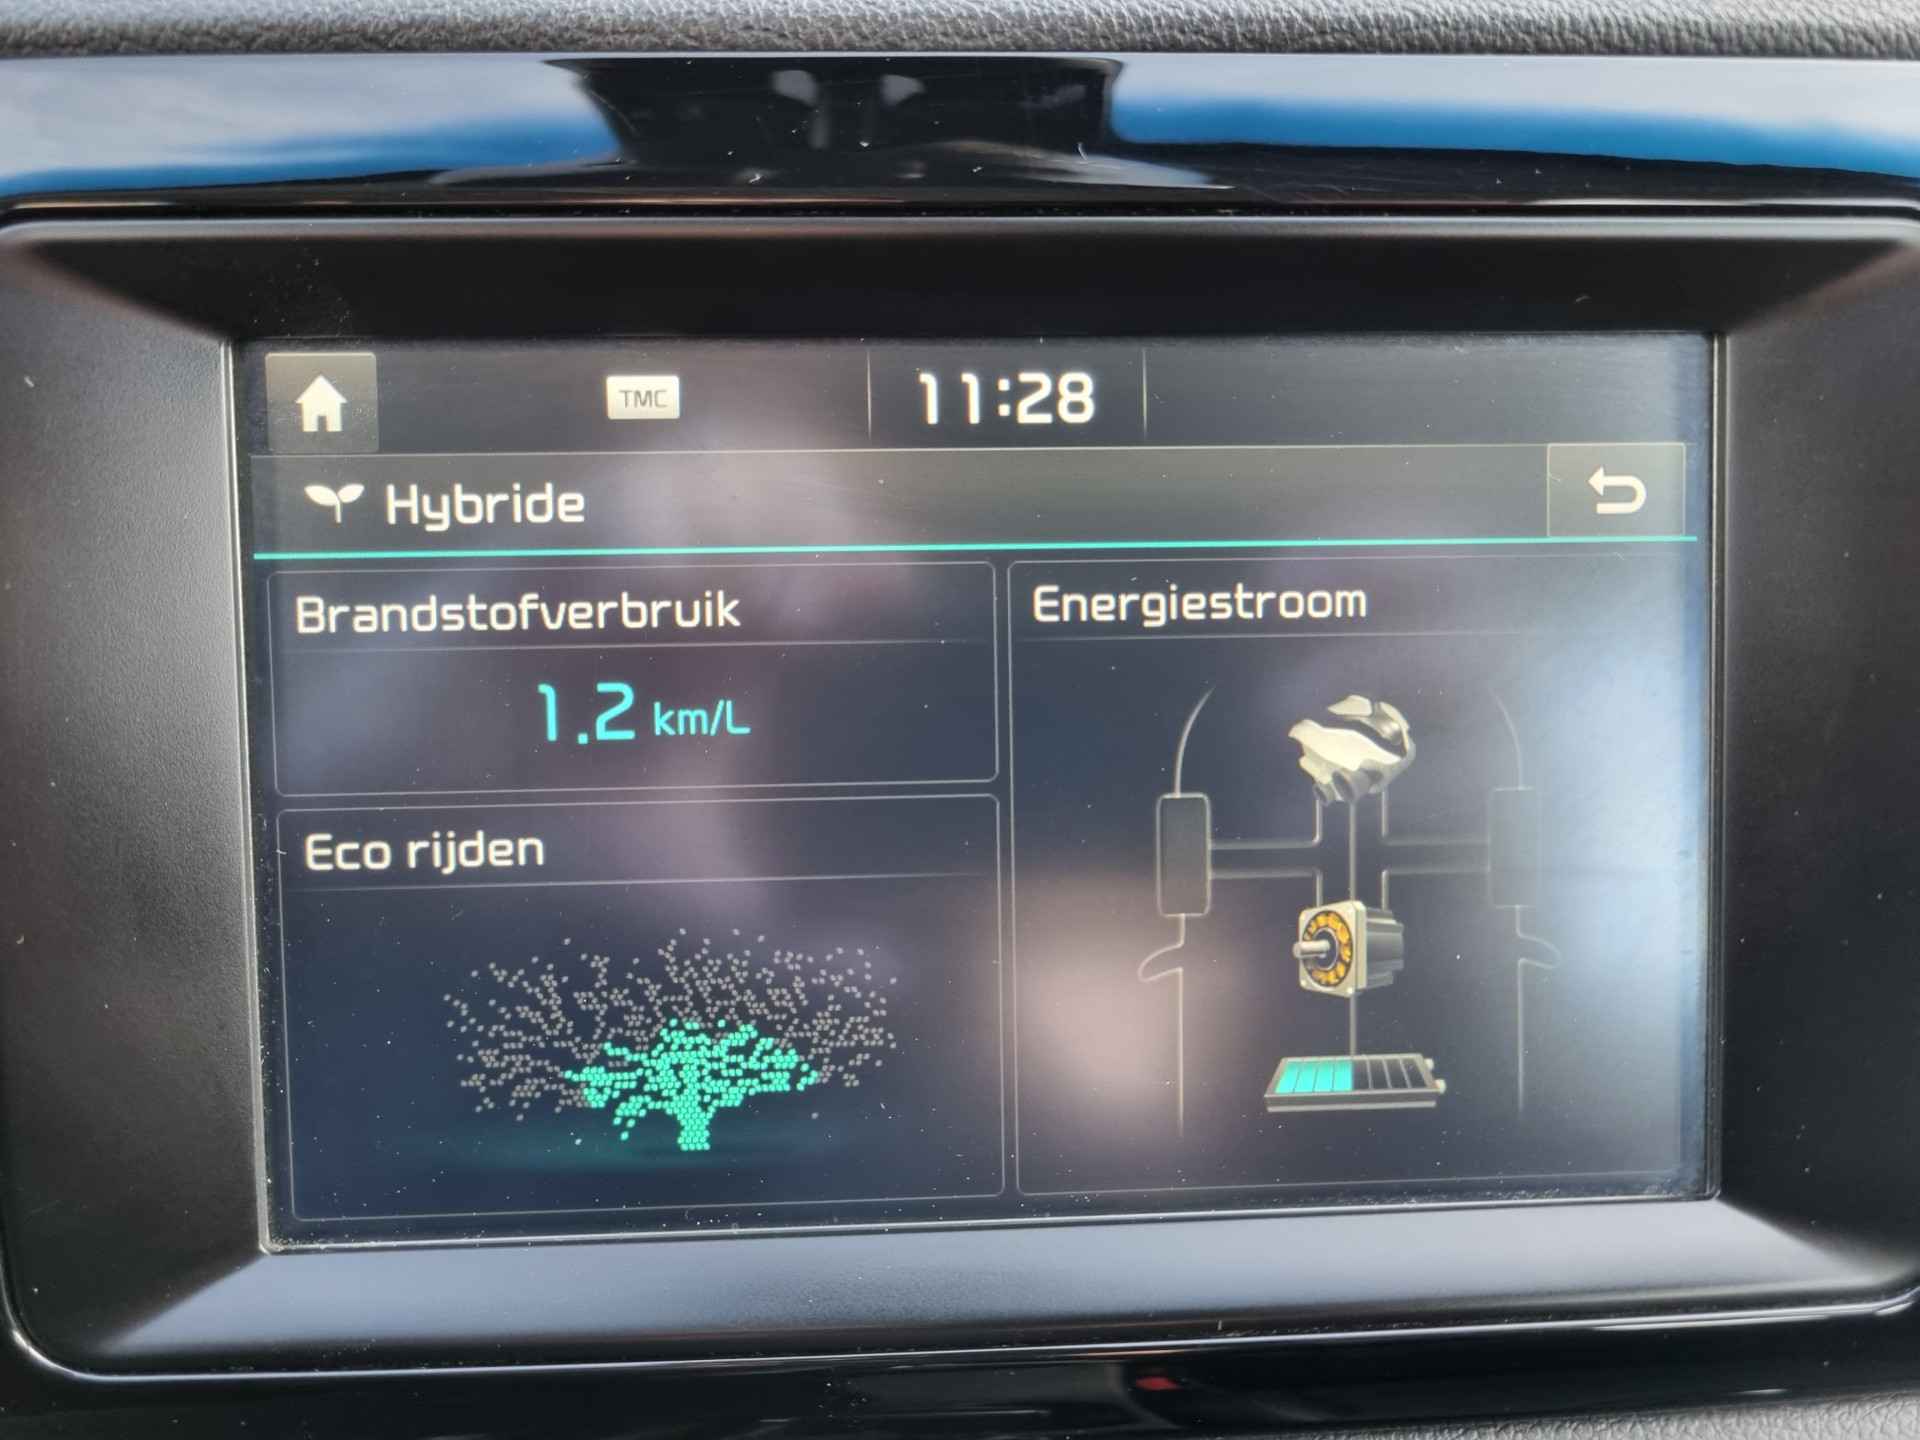 TMC
11:28
Hybride
Brandstofverbruik
1.2 km/L
Energiestroom
Eco rijden